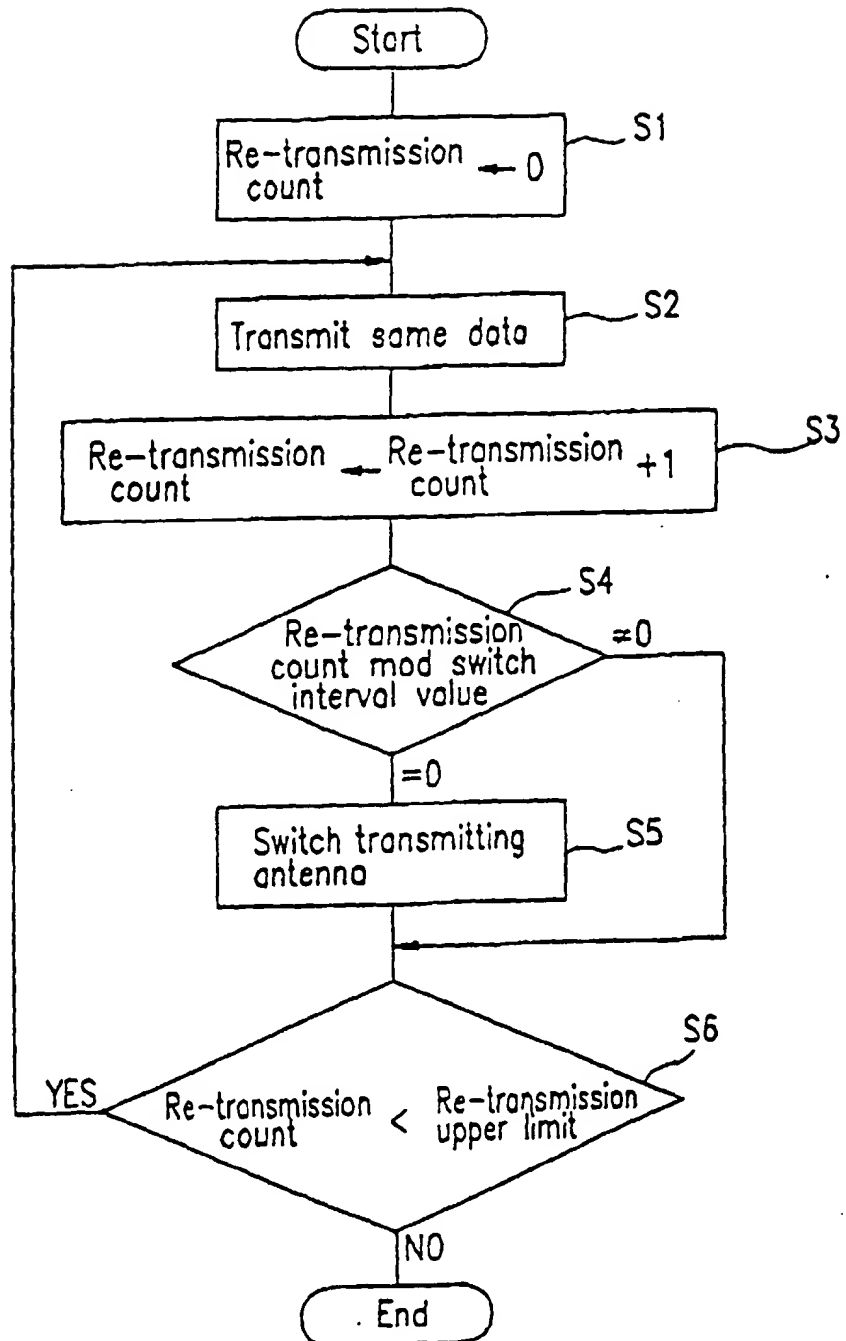 Start
Re-transmission
count ← 0
S1
Transmit same data
S2
Re-transmission
count ← Re-transmission
count +1
S3
Re-transmission
count mod switch
interval value
S4
≠0
=0
Switch transmitting
antenna
S5
Re-transmission
count < Re-transmission
upper limit
S6
YES
NO
End